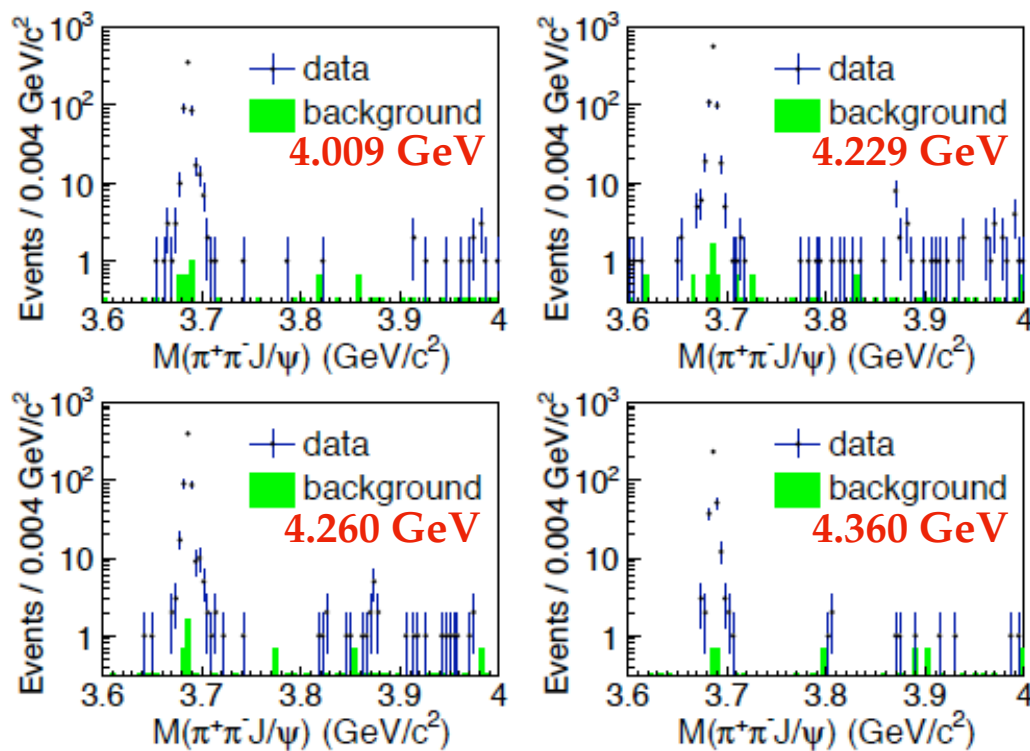 Events / 0.004 GeV/c²
10³
10²
10
1
data
background
4.009 GeV
3.6 3.7 3.8 3.9 4
M(π⁺π⁻J/ψ) (GeV/c²)
Events / 0.004 GeV/c²
10³
10²
10
1
data
background
4.229 GeV
3.6 3.7 3.8 3.9 4
M(π⁺π⁻J/ψ) (GeV/c²)
Events / 0.004 GeV/c²
10³
10²
10
1
data
background
4.260 GeV
3.6 3.7 3.8 3.9 4
M(π⁺π⁻J/ψ) (GeV/c²)
Events / 0.004 GeV/c²
10³
10²
10
1
data
background
4.360 GeV
3.6 3.7 3.8 3.9 4
M(π⁺π⁻J/ψ) (GeV/c²)